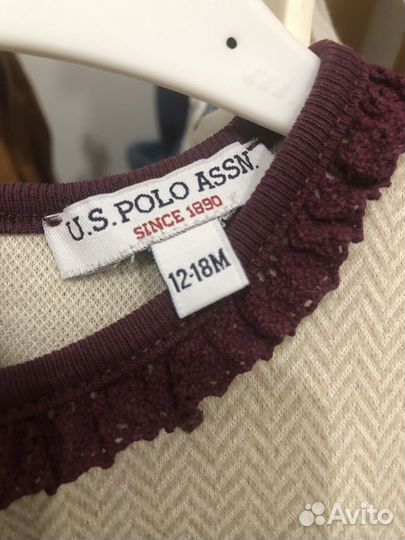 U.S. POLO ASSN.
SINCE 1890
12-18M
Avito